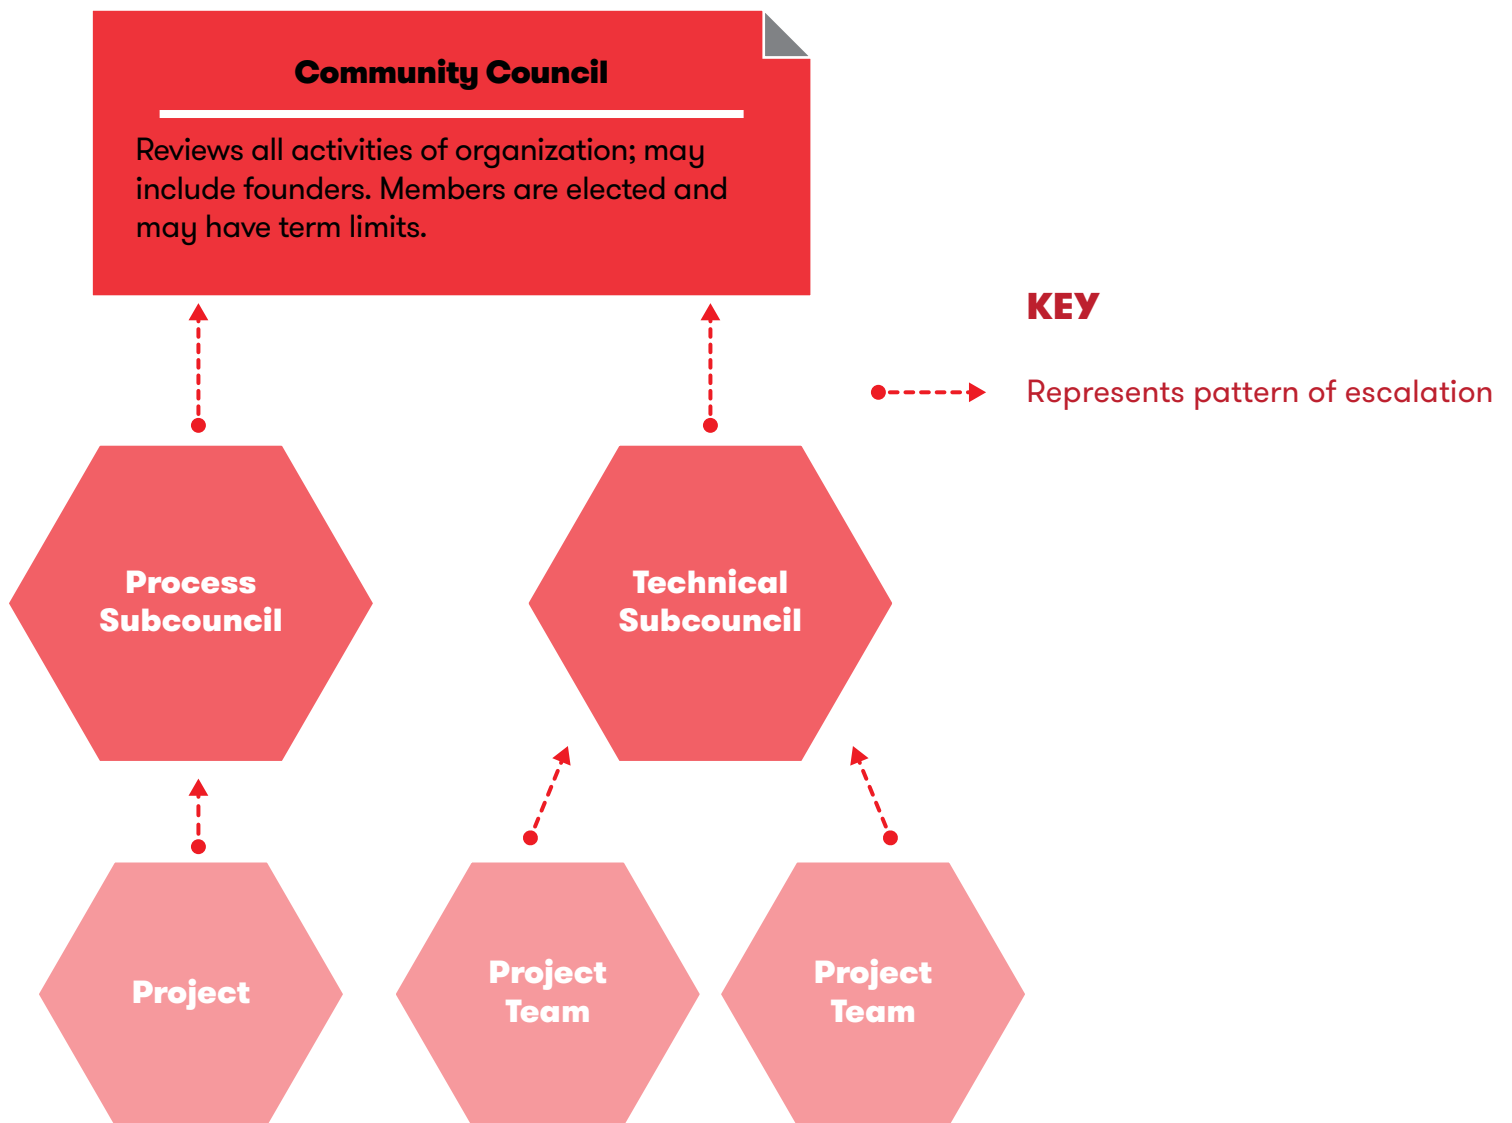 Community Council
Reviews all activities of organization; may
include founders. Members are elected and
may have term limits.
KEY
Represents pattern of escalation
Process
Subcouncil
Technical
Subcouncil
Project
Project
Team
Project
Team